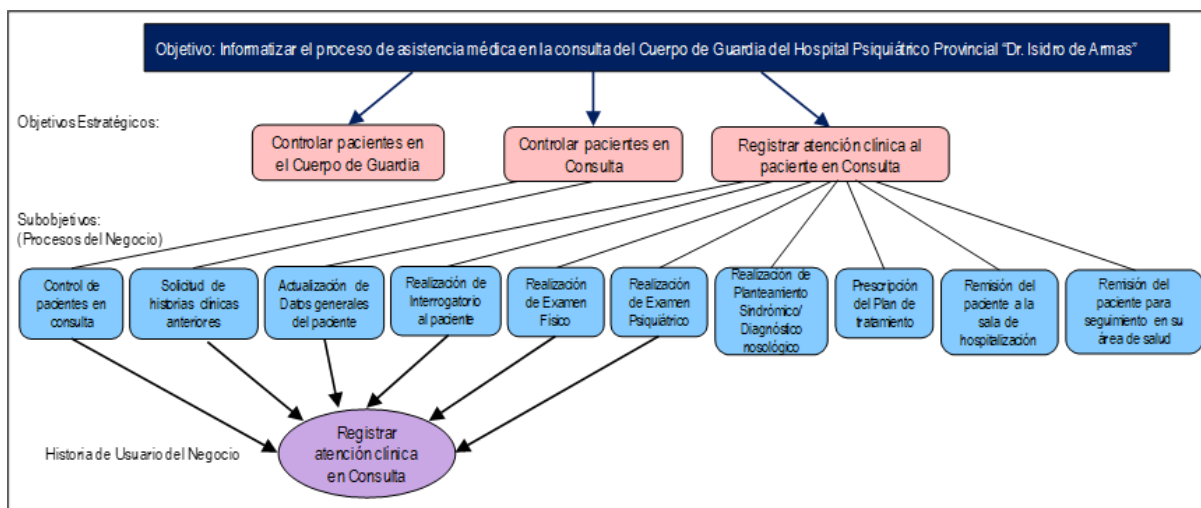 Objetivo: Informatizar el proceso de asistencia médica en la consulta del Cuerpo de Guardia del Hospital Psiquiátrico Provincial “Dr. Isidro de Armas”
Objetivos Estratégicos:
Controlar pacientes en
el Cuerpo de Guardia
Controlar pacientes en
Consulta
Registrar atención clínica al
paciente en Consulta
Subobjetivos:
(Procesos del Negocio)
Control de
pacientes en
consulta
Solicitud de
historias clínicas
anteriores
Actualización de
Datos generales
del paciente
Realización de
Interrogatorio
al paciente
Realización
de Examen
Físico
Realización
de Examen
Psiquiátrico
Realización de
Planteamiento
Sindrómico/
Diagnóstico
nosológico
Prescripción
del Plan de
tratamiento
Remisión del
paciente a la
sala de
hospitalización
Remisión del
paciente para
seguimiento en su
área de salud
Historia de Usuario del Negocio
Registrar
atención clínica
en Consulta